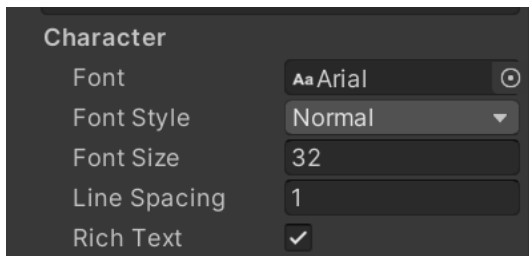 Character
Font Aa Arial
Font Style Normal
Font Size 32
Line Spacing 1
Rich Text